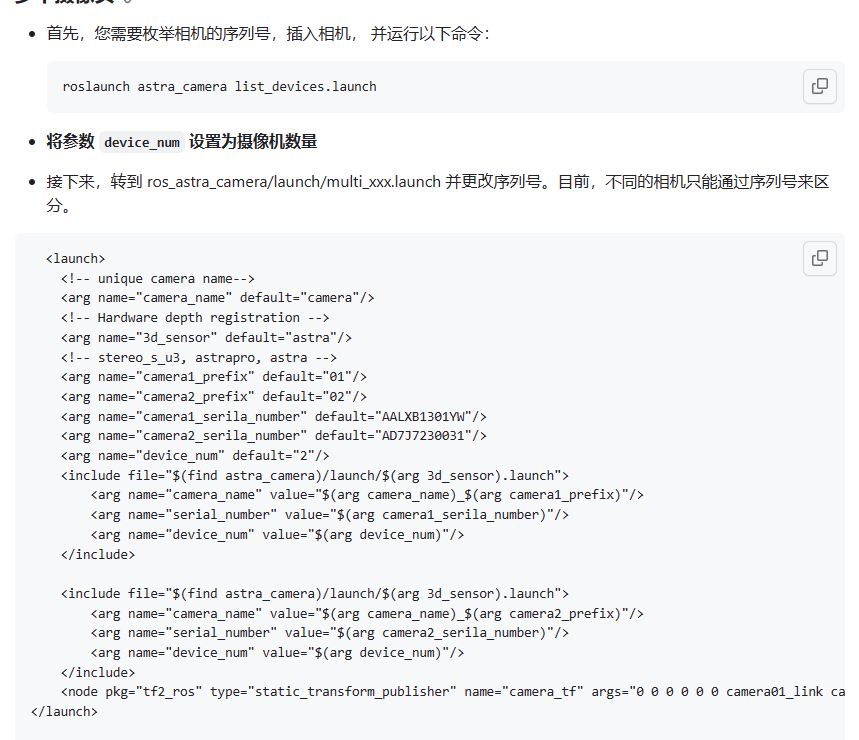 首先，您需要枚举相机的序列号，插入相机， 并运行以下命令：
roslaunch astra_camera list_devices.launch
将参数 device_num 设置为摄像机数量
接下来，转到 ros_astra_camera/launch/multi_xxx.launch 并更改序列号。目前，不同的相机只能通过序列号来区
分。
<launch>
<!-- unique camera name-->
<arg name="camera_name" default="camera"/>
<!-- Hardware depth registration -->
<arg name="3d_sensor" default="astra"/>
<!-- stereo_s_u3, astrapro, astra -->
<arg name="camera1_prefix" default="01"/>
<arg name="camera2_prefix" default="02"/>
<arg name="camera1_serila_number" default="AALXB1301YW"/>
<arg name="camera2_serila_number" default="AD7J7230031"/>
<arg name="device_num" default="2"/>
<include file="$(find astra_camera)/launch/$(arg 3d_sensor).launch">
<arg name="camera_name" value="$(arg camera_name)_$(arg camera1_prefix)"/>
<arg name="serial_number" value="$(arg camera1_serila_number)"/>
<arg name="device_num" value="$(arg device_num)"/>
</include>
<include file="$(find astra_camera)/launch/$(arg 3d_sensor).launch">
<arg name="camera_name" value="$(arg camera_name)_$(arg camera2_prefix)"/>
<arg name="serial_number" value="$(arg camera2_serila_number)"/>
<arg name="device_num" value="$(arg device_num)"/>
</include>
<node pkg="tf2_ros" type="static_transform_publisher" name="camera_tf" args="0 0 0 0 0 0 camera01_link ca
</launch>